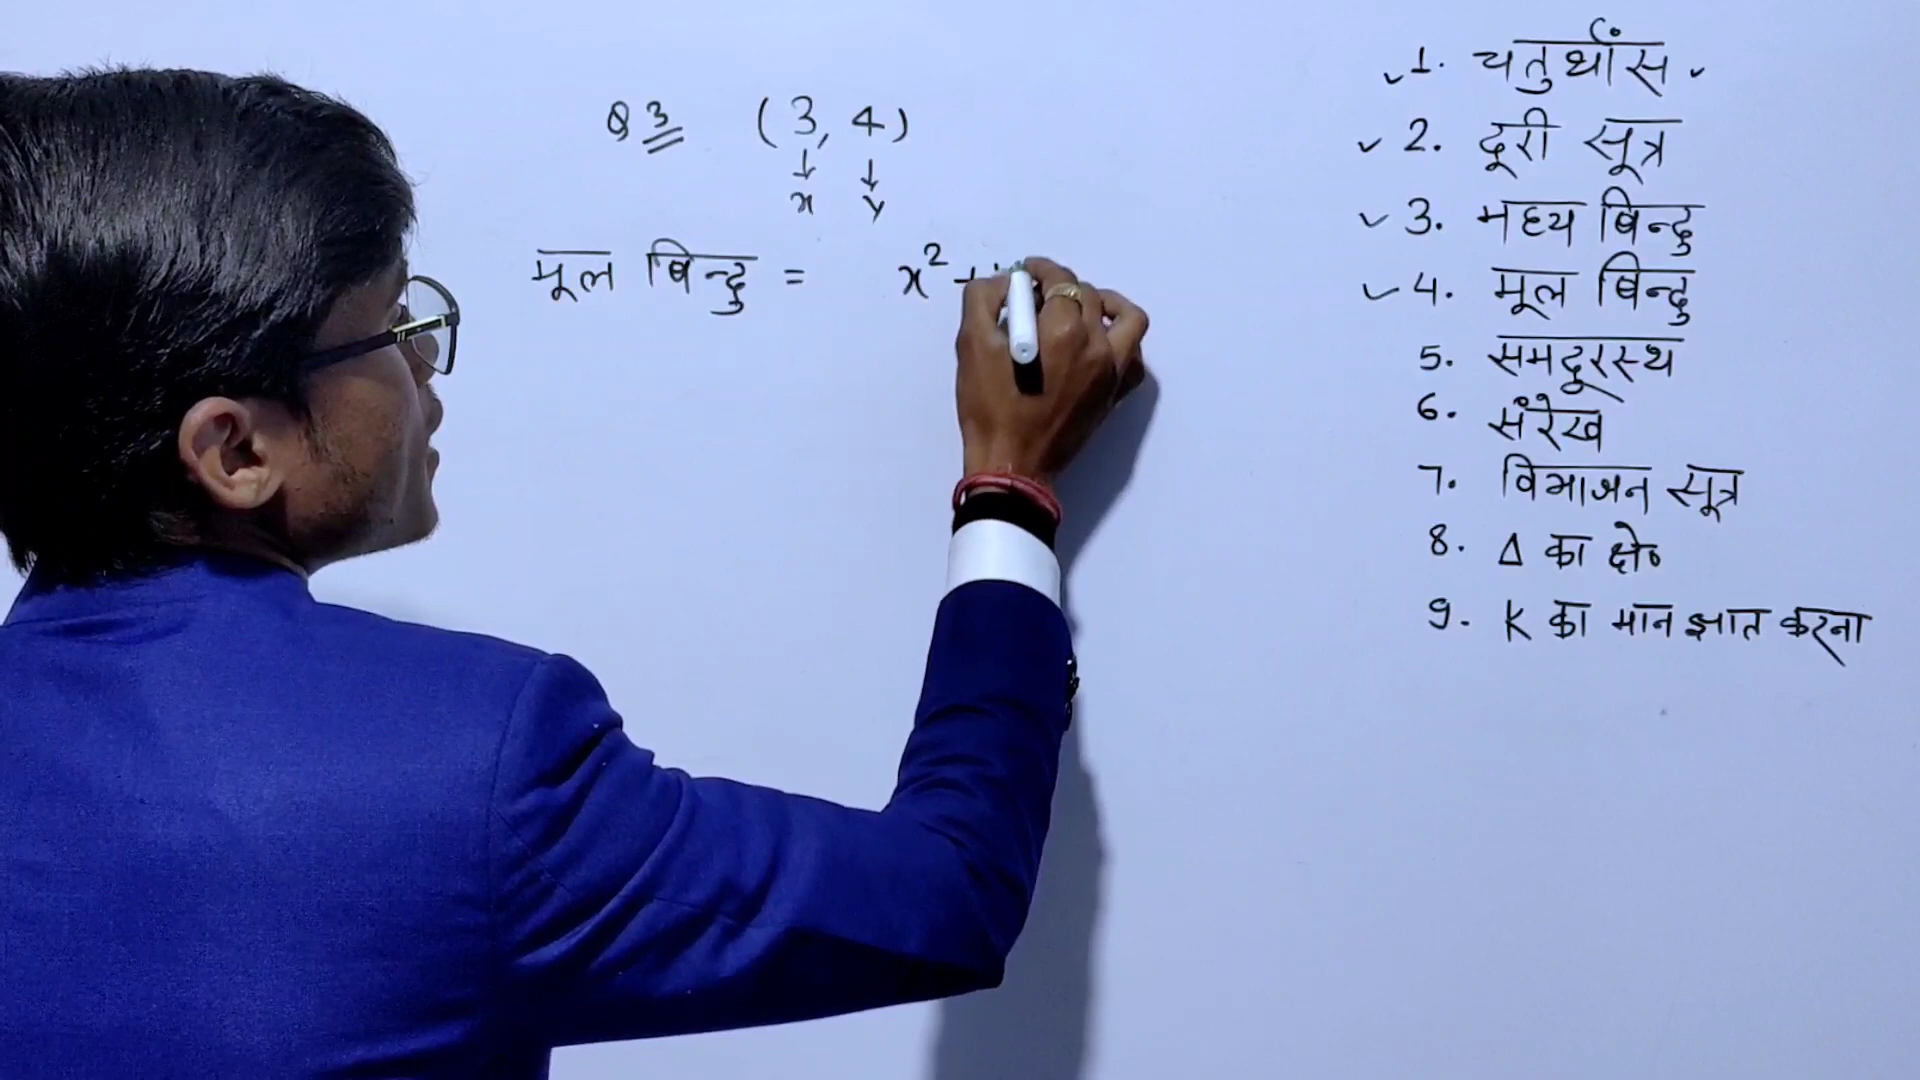 Q 3 (3, 4)
↓ ↓
x y
मूल बिन्दु = x² +
✓1. चतुर्थांस ✓
✓2. दूरी सूत्र
✓3. मध्य बिन्दु
✓4. मूल बिन्दु
5. समदूरस्थ
6. संरेख
7. विभाजन सूत्र
8. Δ का क्षे०
9. K का मान ज्ञात करना